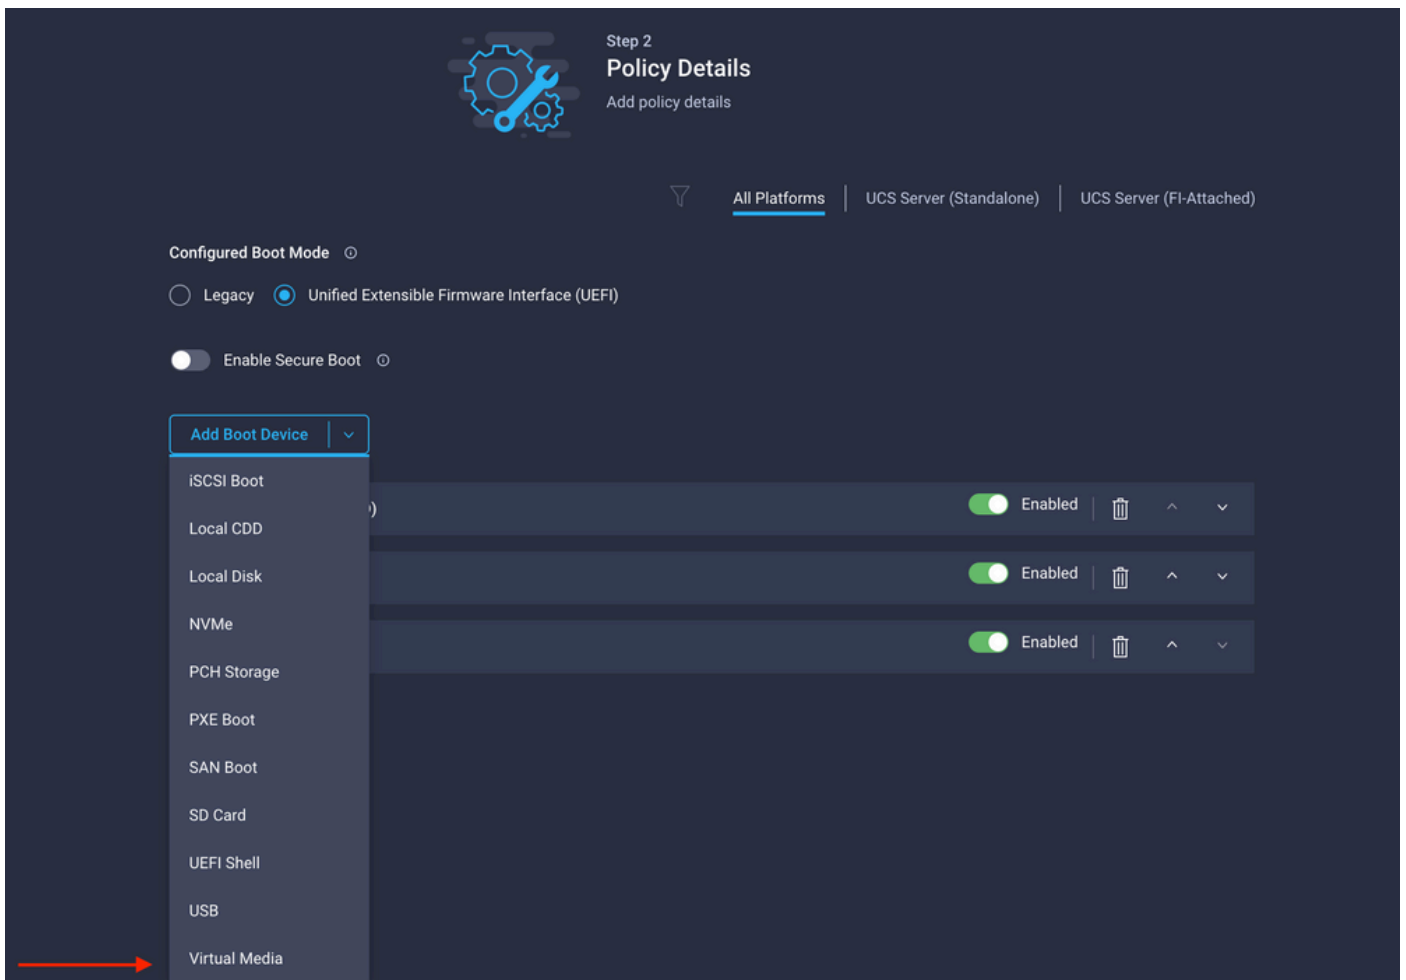 Step 2
Policy Details
Add policy details
All Platforms
UCS Server (Standalone)
UCS Server (FI-Attached)
Configured Boot Mode
Legacy
Unified Extensible Firmware Interface (UEFI)
Enable Secure Boot
Add Boot Device
iSCSI Boot
)
Enabled
Local CDD
Local Disk
Enabled
NVMe
Enabled
PCH Storage
PXE Boot
SAN Boot
SD Card
UEFI Shell
USB
Virtual Media